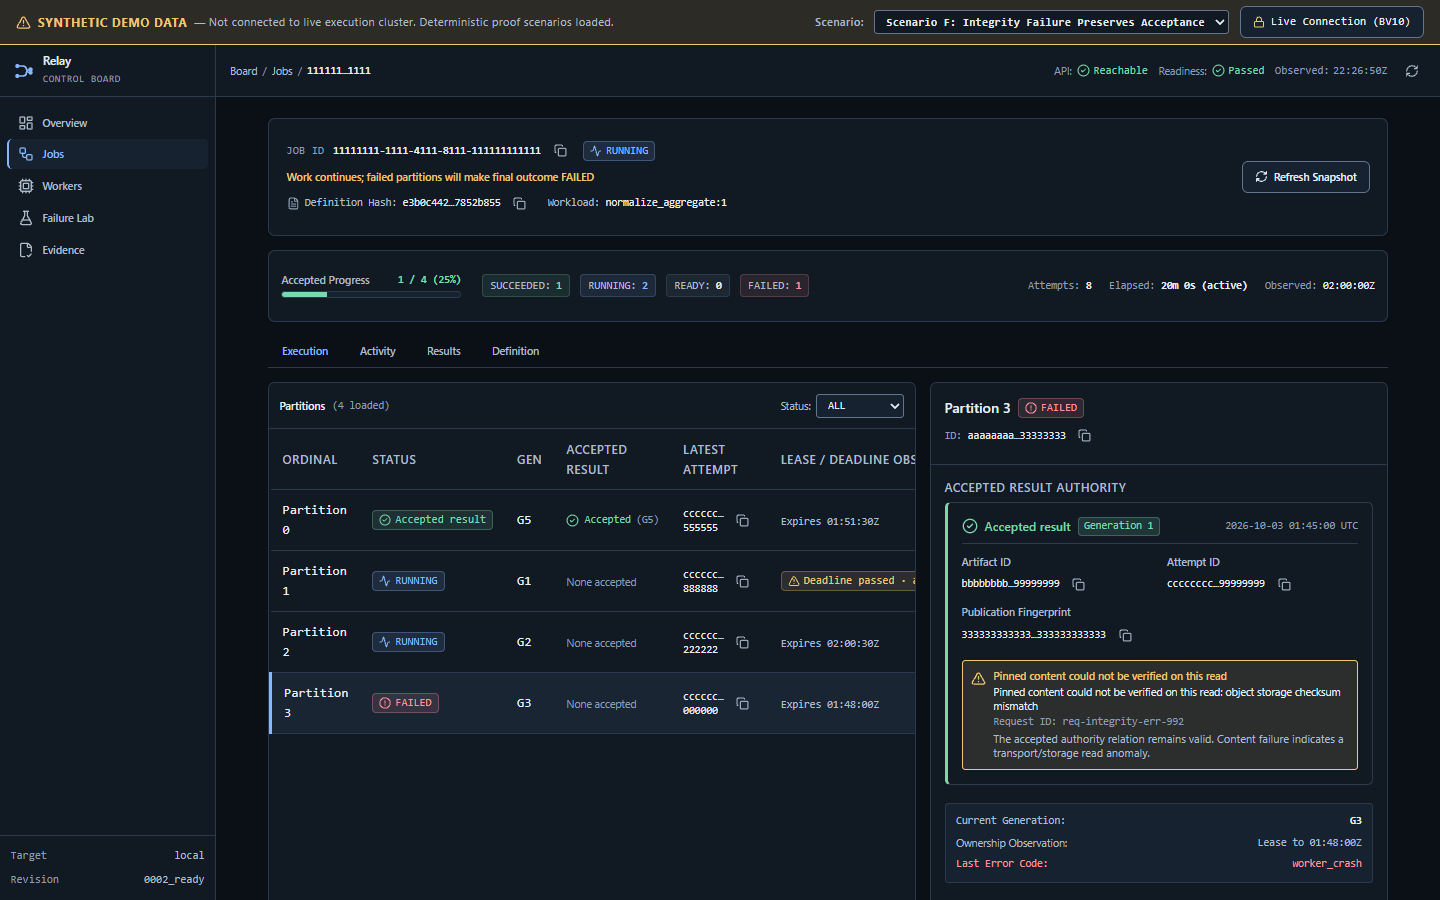 SYNTHETIC DEMO DATA — Not connected to live execution cluster. Deterministic proof scenarios loaded.
Scenario: Scenario F: Integrity Failure Preserves Acceptance
Live Connection (BV10)
Relay
CONTROL BOARD
Board / Jobs / 111111…1111
API: Reachable Readiness: Passed Observed: 22:26:50Z
Overview
Jobs
Workers
Failure Lab
Evidence
JOB ID 11111111-1111-4111-8111-111111111111 RUNNING
Work continues; failed partitions will make final outcome FAILED
Definition Hash: e3b0c442…7852b855 Workload: normalize_aggregate:1
Refresh Snapshot
Accepted Progress 1 / 4 (25%)
SUCCEEDED: 1 RUNNING: 2 READY: 0 FAILED: 1
Attempts: 8 Elapsed: 20m 0s (active) Observed: 02:00:00Z
Execution Activity Results Definition
Partitions (4 loaded)
Status: ALL
ORDINAL STATUS GEN ACCEPTED RESULT LATEST ATTEMPT LEASE / DEADLINE OBS
Partition 0 Accepted result G5 Accepted (G5) cccccc…555555 Expires 01:51:30Z
Partition 1 RUNNING G1 None accepted cccccc…888888 Deadline passed · a
Partition 2 RUNNING G2 None accepted cccccc…222222 Expires 02:00:30Z
Partition 3 FAILED G3 None accepted cccccc…000000 Expires 01:48:00Z
Partition 3 FAILED
ID: aaaaaaaa…33333333
ACCEPTED RESULT AUTHORITY
Accepted result Generation 1 2026-10-03 01:45:00 UTC
Artifact ID Attempt ID
bbbbbbbb…99999999 cccccccc…99999999
Publication Fingerprint
333333333333…333333333333
Pinned content could not be verified on this read
Pinned content could not be verified on this read: object storage checksum
mismatch
Request ID: req-integrity-err-992
The accepted authority relation remains valid. Content failure indicates a
transport/storage read anomaly.
Current Generation: G3
Ownership Observation: Lease to 01:48:00Z
Last Error Code: worker_crash
Target local
Revision 0002_ready